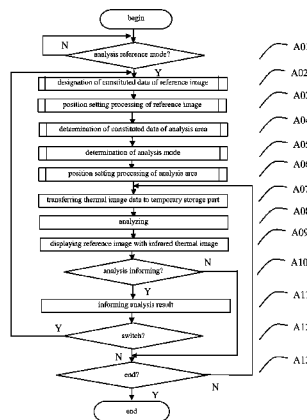 begin
N
analysis reference mode?
A01
Y
A02
designation of constituted data of reference image
A03
position setting processing of reference image
A04
determination of constituted data of analysis area
A05
determination of analysis mode
A06
position setting processing of analysis area
A07
transferring thermal image data to temporary storage part
A08
analyzing
A09
displaying reference image with infrared thermal image
A10
analysis informing?
N
Y
A11
informing analysis result
A12
Y
switch?
N
A13
end?
N
Y
end